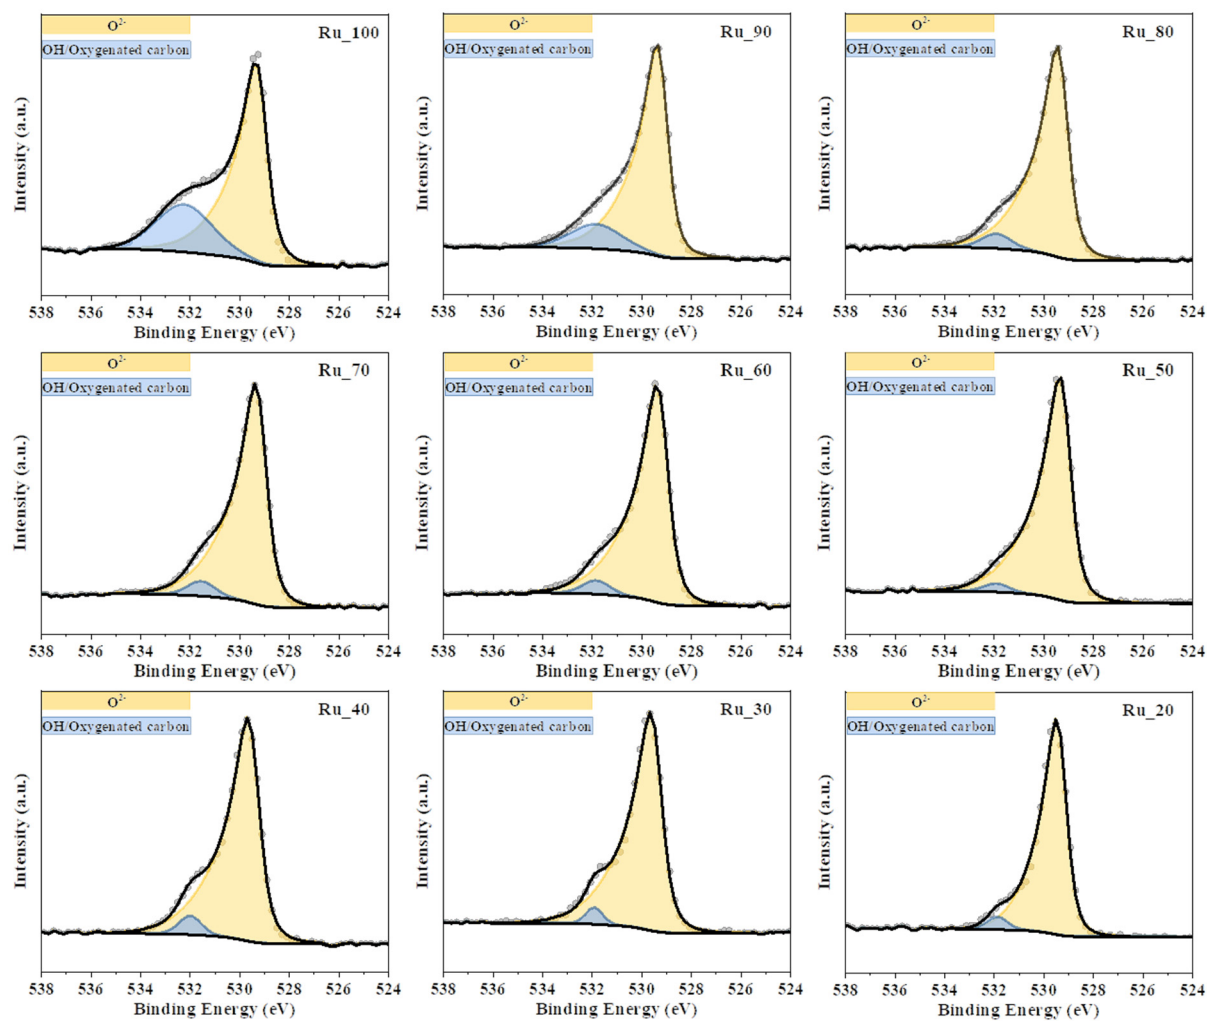 O²⁻
OH/Oxygenated carbon
Ru_100
Intensity (a.u.)
538 536 534 532 530 528 526 524
Binding Energy (eV)
O²⁻
OH/Oxygenated carbon
Ru_90
Intensity (a.u.)
538 536 534 532 530 528 526 524
Binding Energy (eV)
O²⁻
OH/Oxygenated carbon
Ru_80
Intensity (a.u.)
538 536 534 532 530 528 526 524
Binding Energy (eV)
O²⁻
OH/Oxygenated carbon
Ru_70
Intensity (a.u.)
538 536 534 532 530 528 526 524
Binding Energy (eV)
O²⁻
OH/Oxygenated carbon
Ru_60
Intensity (a.u.)
538 536 534 532 530 528 526 524
Binding Energy (eV)
O²⁻
OH/Oxygenated carbon
Ru_50
Intensity (a.u.)
538 536 534 532 530 528 526 524
Binding Energy (eV)
O²⁻
OH/Oxygenated carbon
Ru_40
Intensity (a.u.)
538 536 534 532 530 528 526 524
Binding Energy (eV)
O²⁻
OH/Oxygenated carbon
Ru_30
Intensity (a.u.)
538 536 534 532 530 528 526 524
Binding Energy (eV)
O²⁻
OH/Oxygenated carbon
Ru_20
Intensity (a.u.)
538 536 534 532 530 528 526 524
Binding Energy (eV)